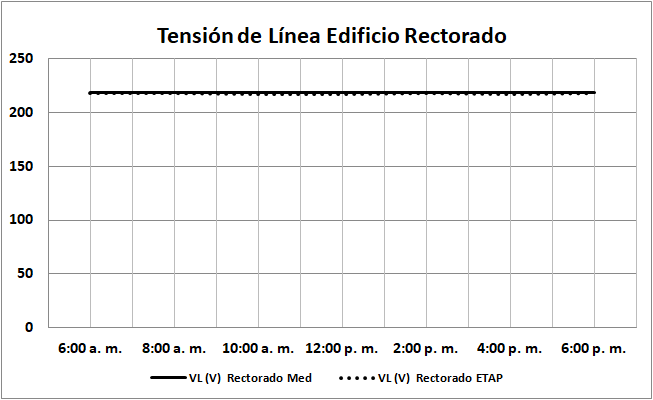 Tensión de Línea Edificio Rectorado
250
200
150
100
50
0
6:00 a. m. 8:00 a. m. 10:00 a. m. 12:00 p. m. 2:00 p. m. 4:00 p. m. 6:00 p. m.
VL (V) Rectorado Med VL (V) Rectorado ETAP